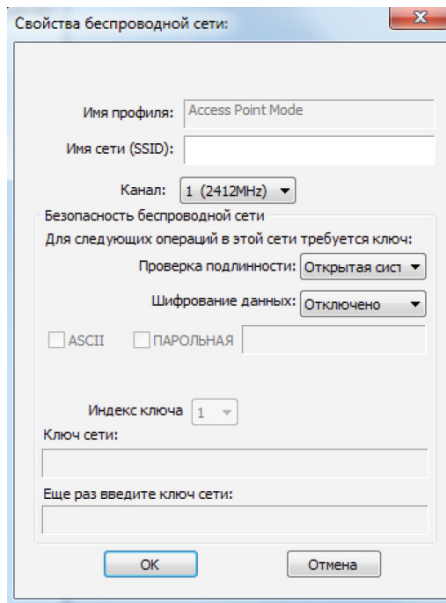 Свойства беспроводной сети:
Имя профиля: Access Point Mode
Имя сети (SSID):
Канал: 1 (2412MHz)
Безопасность беспроводной сети
Для следующих операций в этой сети требуется ключ:
Проверка подлинности: Открытая сист
Шифрование данных: Отключено
ASCII ПАРОЛЬНАЯ
Индекс ключа 1
Ключ сети:
Еще раз введите ключ сети:
OK Отмена